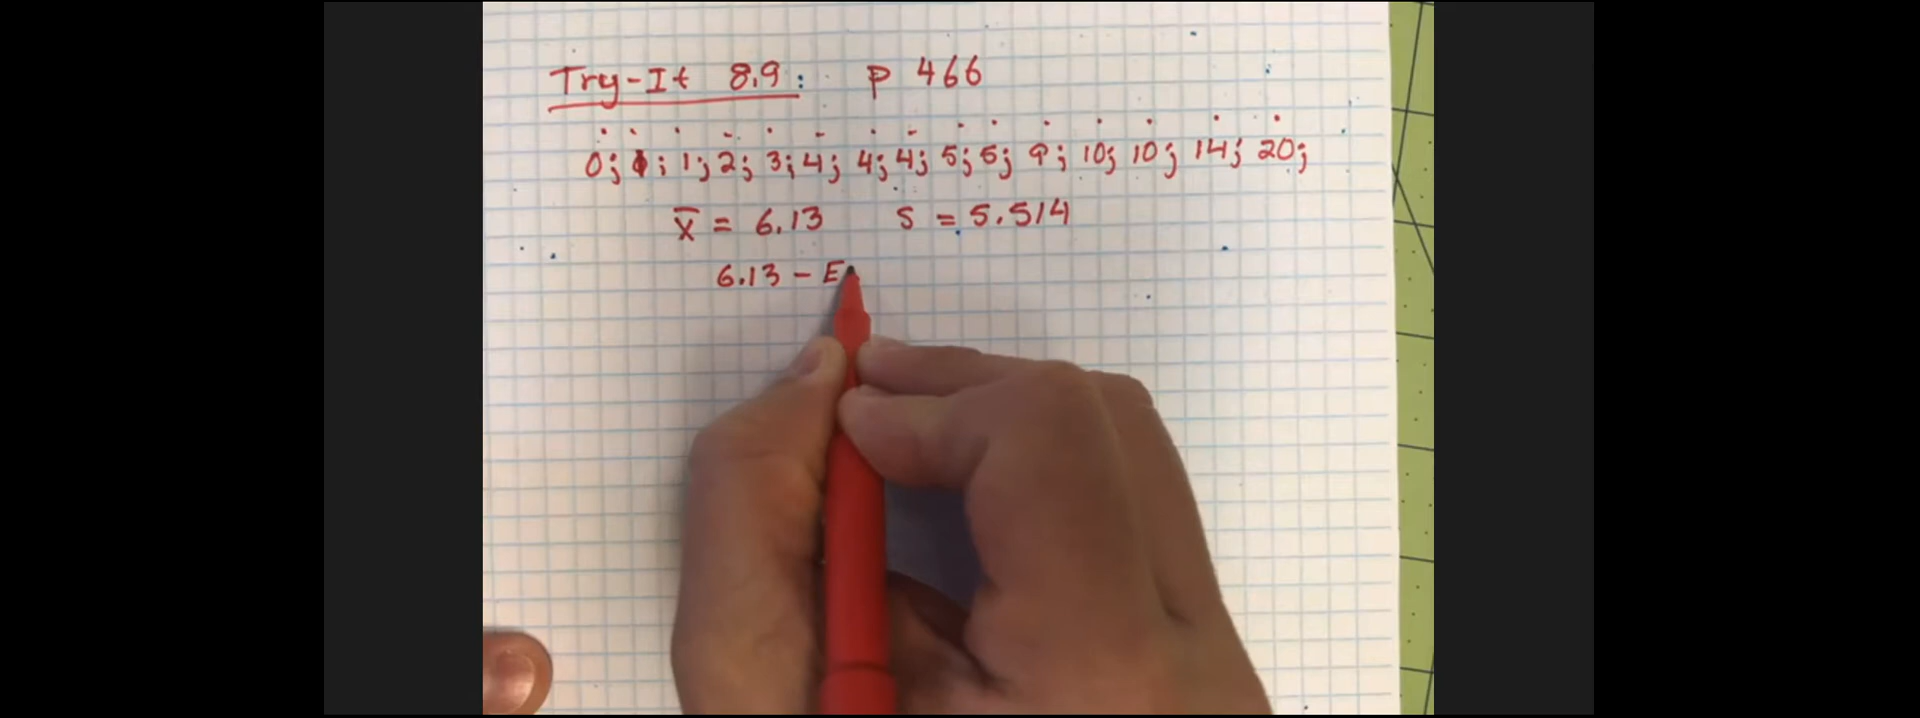 Try-It 8.9: p 466
0; 1; 1; 2; 3; 4; 4; 4; 5; 5; 9; 10; 10; 14; 20;
x̅ = 6.13 S = 5.514
6.13 - E